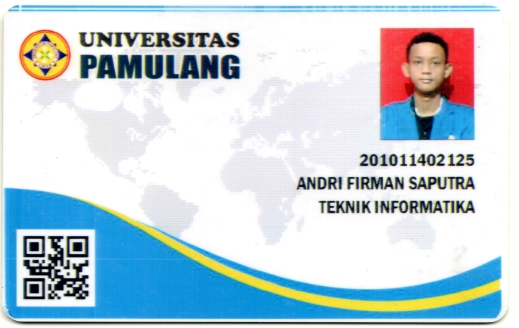 UNIVERSITAS
PAMULANG
201011402125
ANDRI FIRMAN SAPUTRA
TEKNIK INFORMATIKA